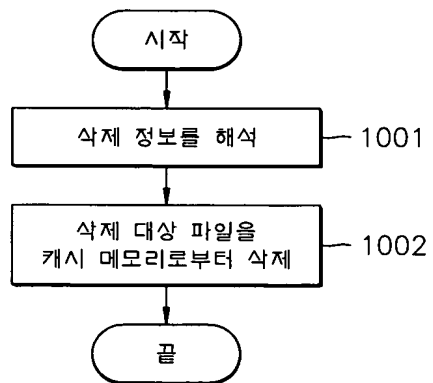 시작
삭제 정보를 해석
1001
삭제 대상 파일을
캐시 메모리로부터 삭제
1002
끝